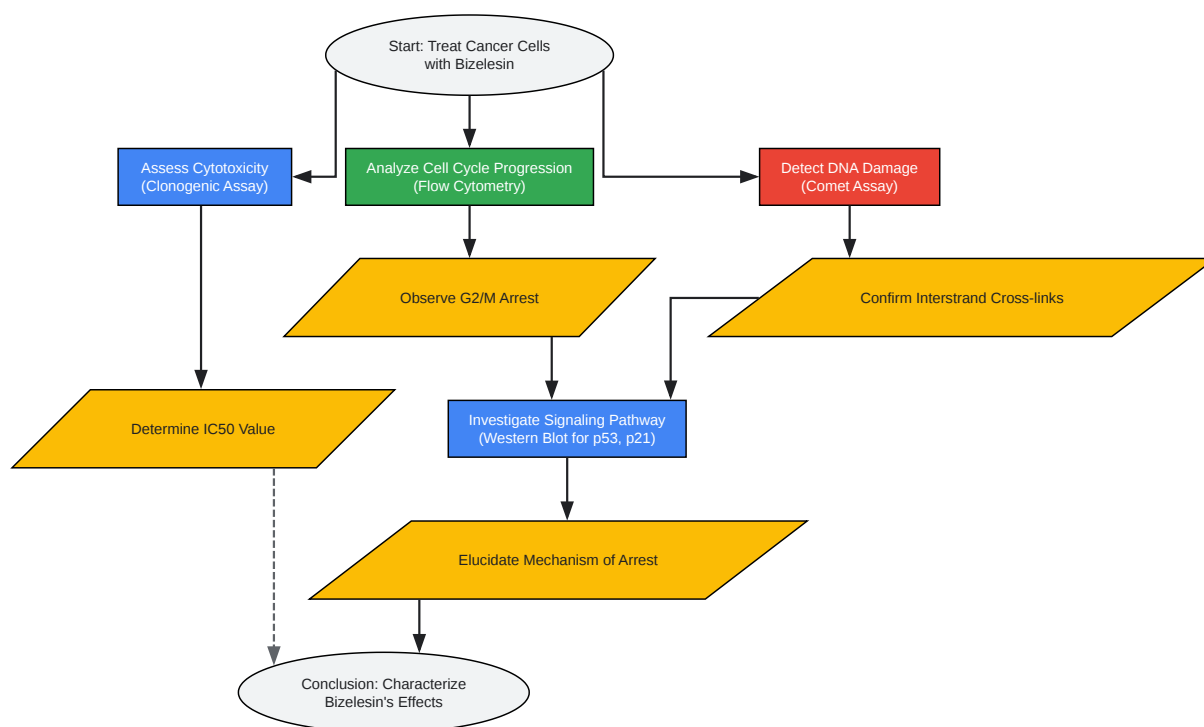 Start: Treat Cancer Cells
with Bizelesin
Assess Cytotoxicity
(Clonogenic Assay)
Analyze Cell Cycle Progression
(Flow Cytometry)
Detect DNA Damage
(Comet Assay)
Observe G2/M Arrest
Confirm Interstrand Cross-links
Determine IC50 Value
Investigate Signaling Pathway
(Western Blot for p53, p21)
Elucidate Mechanism of Arrest
Conclusion: Characterize
Bizelesin's Effects